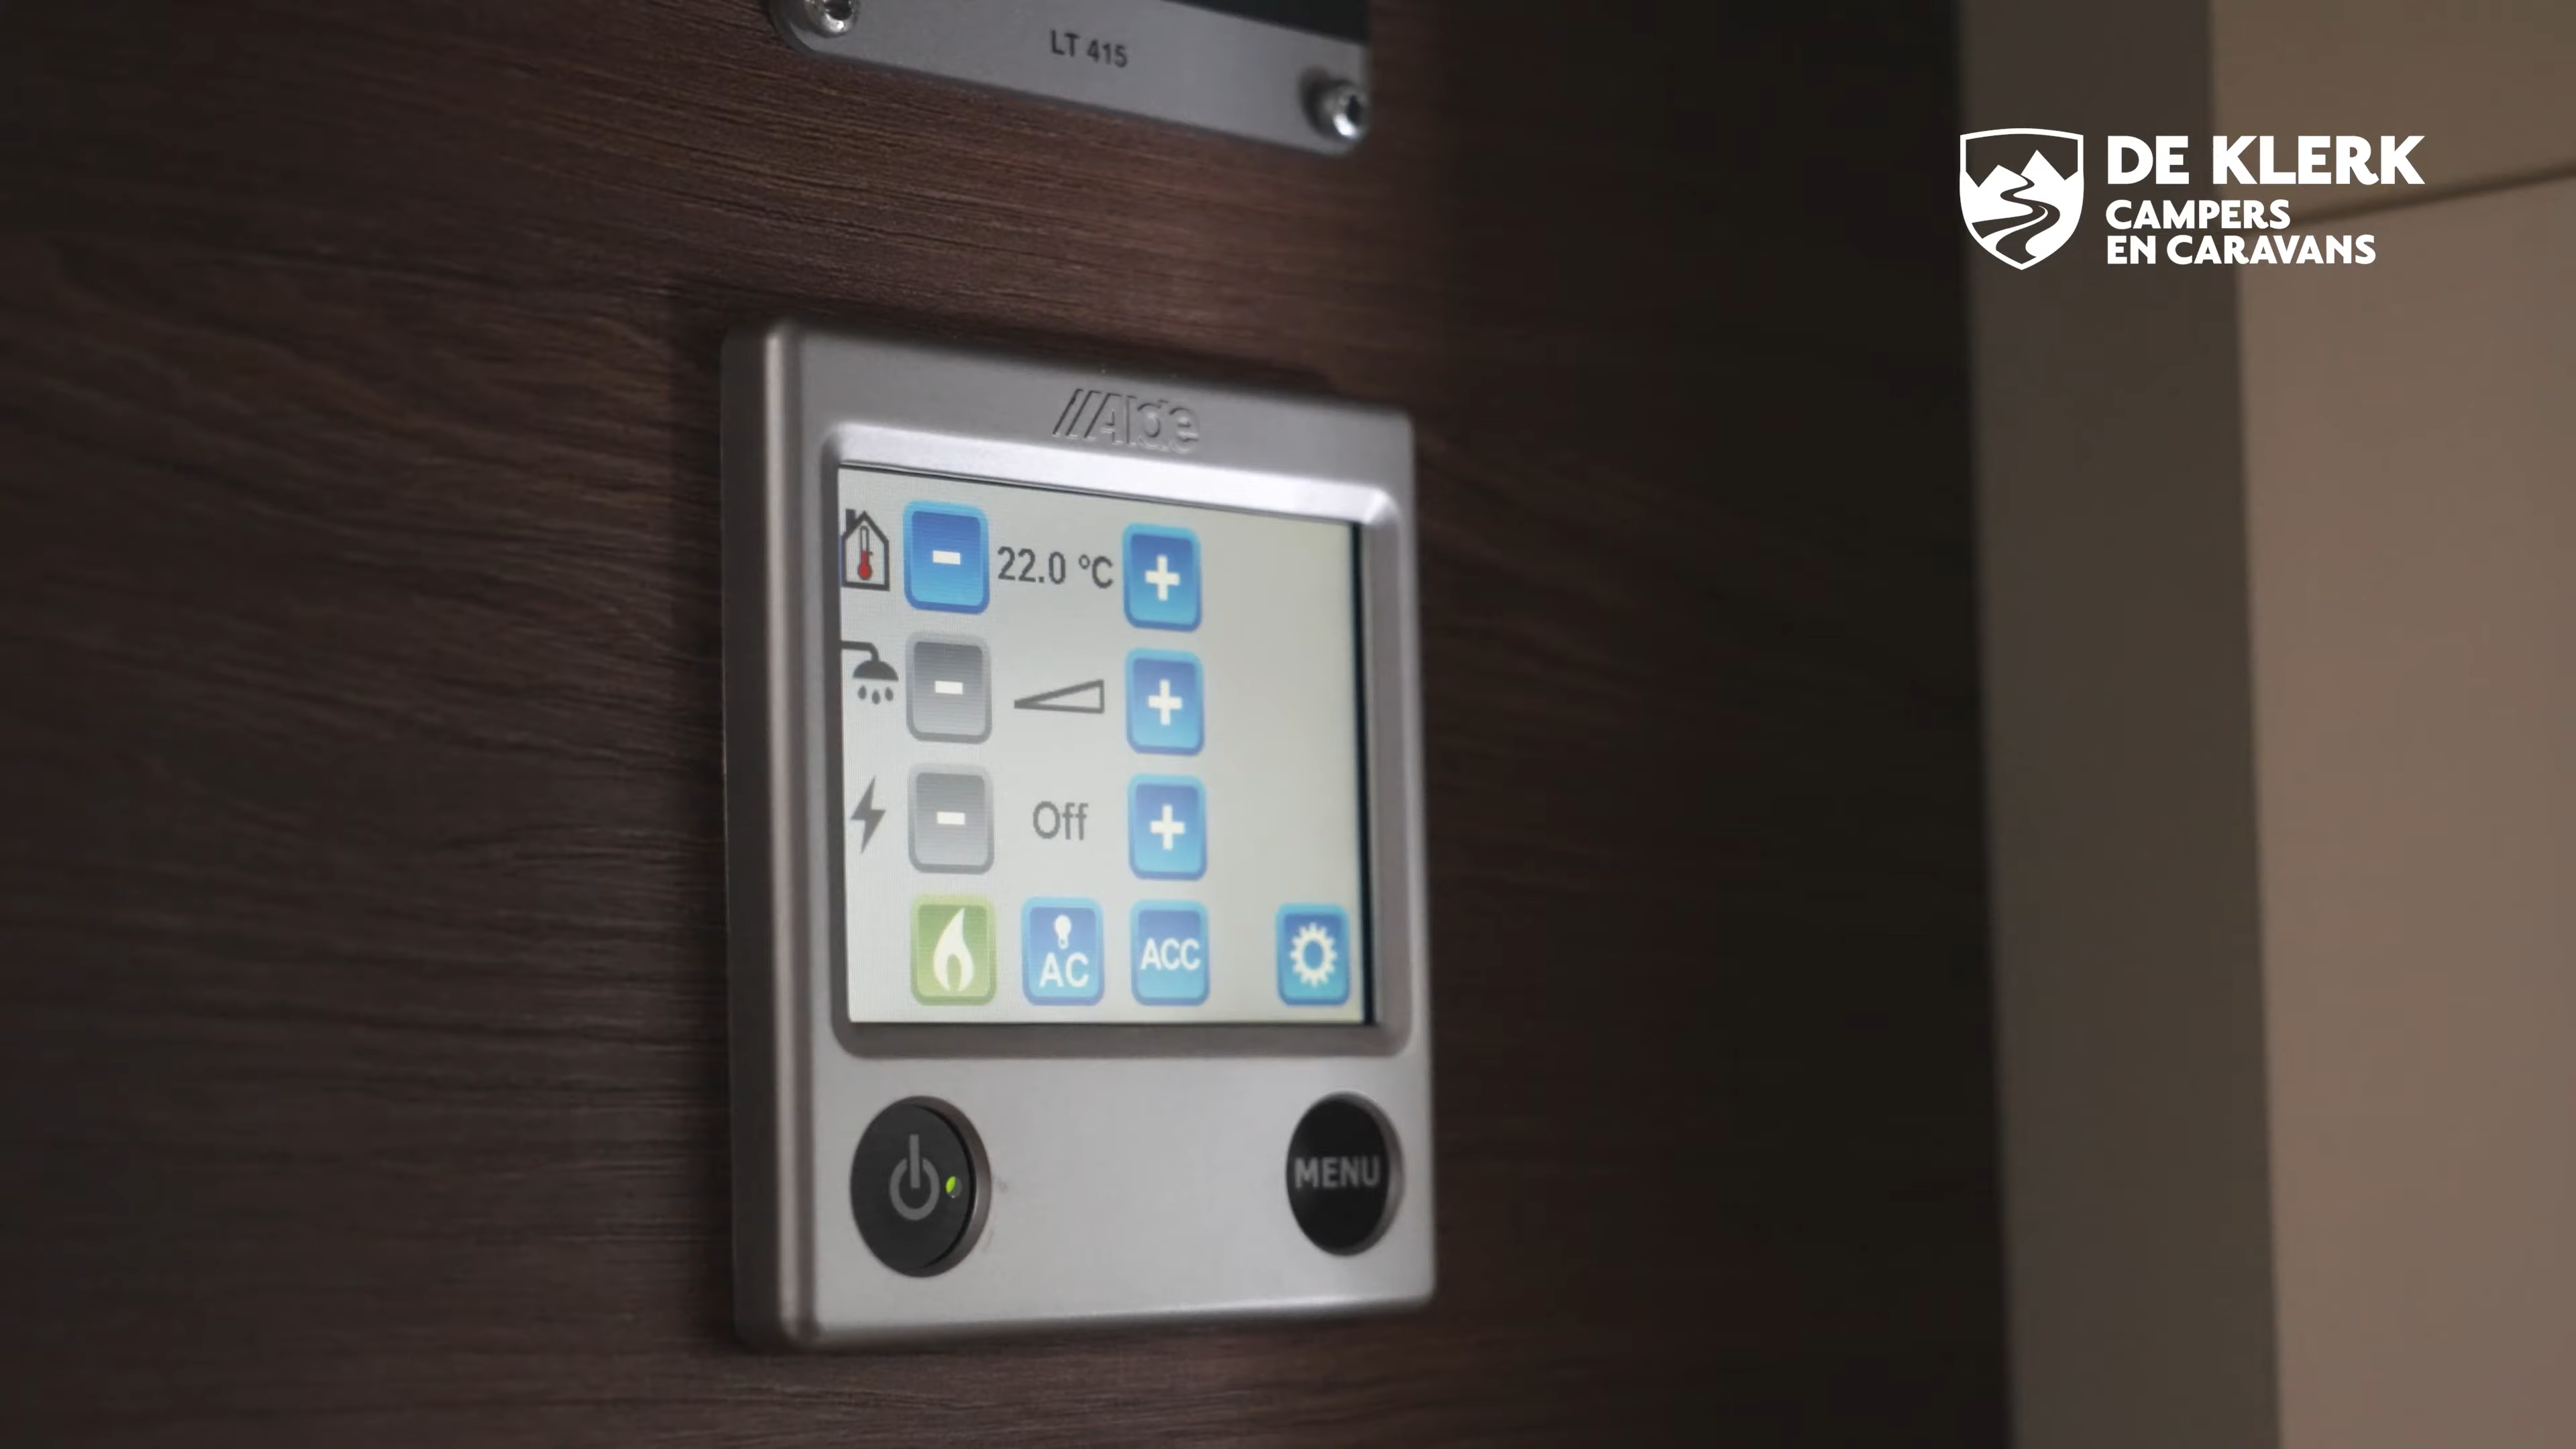 LT 415
DE KLERK
CAMPERS
EN CARAVANS
Alde
- 22.0 °C +
- +
- Off +
AC
ACC
MENU